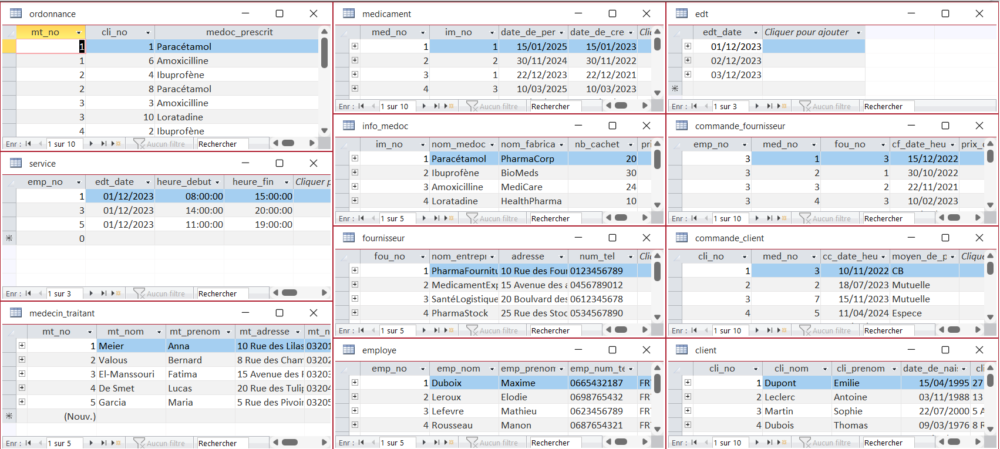 ordonnance
mt_no cli_no medoc_prescrit
1 1 Paracétamol
1 6 Amoxicilline
2 4 Ibuprofène
2 8 Paracétamol
3 3 Amoxicilline
3 10 Loratadine
4 2 Ibuprofène
Enr : 1 sur 10 Aucun filtre Rechercher
service
emp_no edt_date heure_debut heure_fin Cliquer p
1 01/12/2023 08:00:00 15:00:00
3 01/12/2023 14:00:00 20:00:00
5 01/12/2023 11:00:00 19:00:00
0
Enr : 1 sur 3 Aucun filtre Rechercher
medecin_traitant
mt_no mt_nom mt_prenom mt_adresse mt_n
1 Meier Anna 10 Rue des Lilas 03201
2 Valous Bernard 8 Rue des Cham 03202
3 El-Manssouri Fatima 15 Avenue des F 03203
4 De Smet Lucas 20 Rue des Tulip 03204
5 Garcia Maria 5 Rue des Pivoin 03205
(Nouv.)
Enr : 1 sur 5 Aucun filtre Rechercher
medicament
med_no im_no date_de_per date_de_cre Clic
1 1 15/01/2025 15/01/2023
2 2 30/11/2024 30/11/2022
3 1 22/12/2023 22/12/2021
4 3 10/03/2025 10/03/2023
Enr : 1 sur 10 Aucun filtre Rechercher
info_medoc
im_no nom_medoc nom_fabrica nb_cachet pri
1 Paracétamol PharmaCorp 20
2 Ibuprofène BioMeds 30
3 Amoxicilline MediCare 24
4 Loratadine HealthPharma 10
Enr : 1 sur 5 Aucun filtre Rechercher
fournisseur
fou_no nom_entrepr adresse num_tel Clic
1 PharmaFournitu 10 Rue des Four 0123456789
2 MedicamentExp 15 Avenue des a 0456789012
3 SantéLogistique 20 Boulvard des 0612345678
4 PharmaStock 25 Rue des Stoc 0534567890
Enr : 1 sur 5 Aucun filtre Rechercher
employe
emp_no emp_nom emp_prenom emp_num_te
1 Duboix Maxime 0665432187 FR7
2 Leroux Elodie 0698765432 FR7
3 Lefevre Mathieu 0623456789 FR7
4 Rousseau Manon 0687654321 FR7
Enr : 1 sur 5 Aucun filtre Rechercher
edt
edt_date Cliquer pour ajouter
01/12/2023
02/12/2023
03/12/2023
Enr : 1 sur 3 Aucun filtre Rechercher
commande_fournisseur
emp_no med_no fou_no cf_date_heu prix_c
3 1 3 15/12/2022
3 2 1 30/10/2022
3 3 2 22/11/2021
3 4 3 10/02/2023
Enr : 1 sur 10 Aucun filtre Rechercher
commande_client
cli_no med_no cc_date_heu moyen_de_p Clique
1 3 10/11/2022 CB
2 2 18/07/2023 Mutuelle
3 7 15/11/2023 Mutuelle
4 5 11/04/2024 Espece
Enr : 1 sur 10 Aucun filtre Rechercher
client
cli_no cli_nom cli_prenom date_de_nais cli
1 Dupont Emilie 15/04/1995 27
2 Leclerc Antoine 03/11/1988 13
3 Martin Sophie 22/07/2000 5 A
4 Dubois Thomas 09/03/1976 8 R
Enr : 1 sur 10 Aucun filtre Rechercher